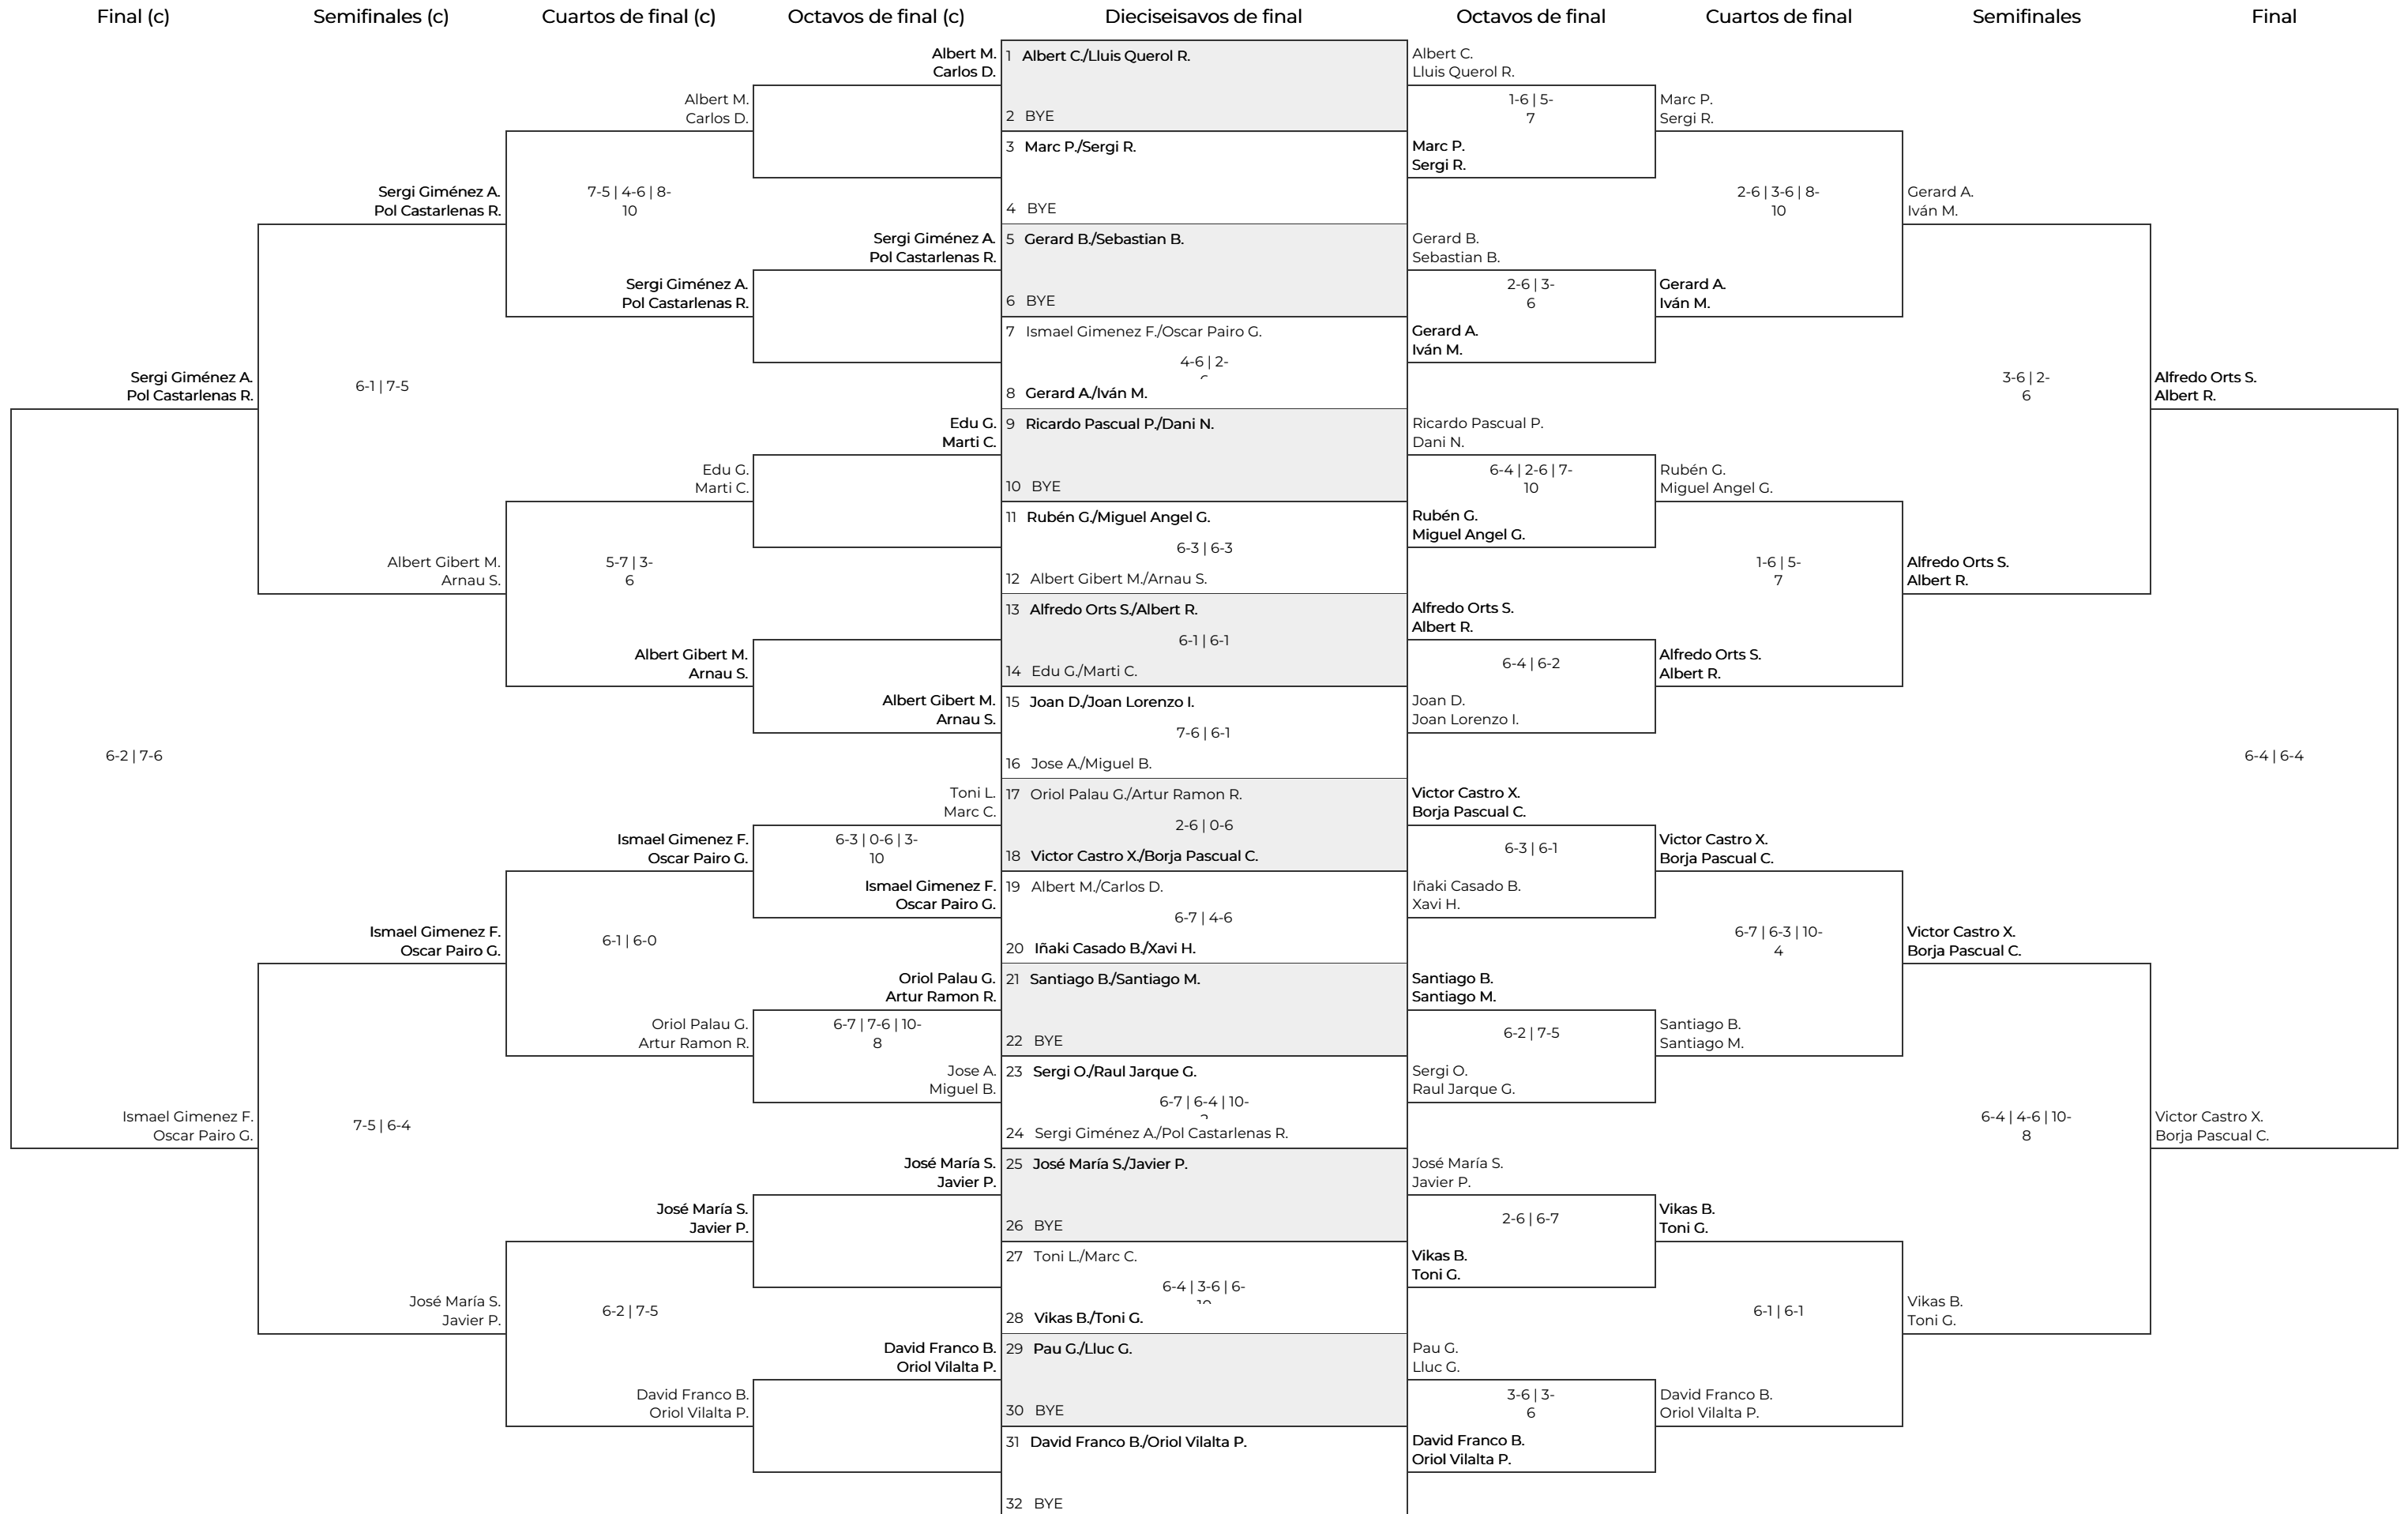 Final (c)
Semifinales (c)
Cuartos de final (c)
Octavos de final (c)
Dieciseisavos de final
Octavos de final
Cuartos de final
Semifinales
Final
Sergi Giménez A.
Pol Castarlenas R.
6-2 | 7-6
Ismael Gimenez F.
Oscar Pairo G.
Sergi Giménez A.
Pol Castarlenas R.
6-1 | 7-5
Albert Gibert M.
Arnau S.
Ismael Gimenez F.
Oscar Pairo G.
7-5 | 6-4
José María S.
Javier P.
Albert M.
Carlos D.
7-5 | 4-6 | 8-
10
Sergi Giménez A.
Pol Castarlenas R.
Edu G.
Marti C.
5-7 | 3-
6
Albert Gibert M.
Arnau S.
Ismael Gimenez F.
Oscar Pairo G.
6-1 | 6-0
Oriol Palau G.
Artur Ramon R.
José María S.
Javier P.
6-2 | 7-5
David Franco B.
Oriol Vilalta P.
Albert M.
Carlos D.
Sergi Giménez A.
Pol Castarlenas R.
Edu G.
Marti C.
Albert Gibert M.
Arnau S.
Toni L.
Marc C.
6-3 | 0-6 | 3-
10
Ismael Gimenez F.
Oscar Pairo G.
Oriol Palau G.
Artur Ramon R.
6-7 | 7-6 | 10-
8
Jose A.
Miguel B.
José María S.
Javier P.
David Franco B.
Oriol Vilalta P.
1 Albert C./Lluis Querol R.
2 BYE
3 Marc P./Sergi R.
4 BYE
5 Gerard B./Sebastian B.
6 BYE
7 Ismael Gimenez F./Oscar Pairo G.
4-6 | 2-
8 Gerard A./Iván M.
9 Ricardo Pascual P./Dani N.
10 BYE
11 Rubén G./Miguel Angel G.
6-3 | 6-3
12 Albert Gibert M./Arnau S.
13 Alfredo Orts S./Albert R.
6-1 | 6-1
14 Edu G./Marti C.
15 Joan D./Joan Lorenzo I.
7-6 | 6-1
16 Jose A./Miguel B.
17 Oriol Palau G./Artur Ramon R.
2-6 | 0-6
18 Victor Castro X./Borja Pascual C.
19 Albert M./Carlos D.
6-7 | 4-6
20 Iñaki Casado B./Xavi H.
21 Santiago B./Santiago M.
22 BYE
23 Sergi O./Raul Jarque G.
6-7 | 6-4 | 10-
24 Sergi Giménez A./Pol Castarlenas R.
25 José María S./Javier P.
26 BYE
27 Toni L./Marc C.
6-4 | 3-6 | 6-
28 Vikas B./Toni G.
29 Pau G./Lluc G.
30 BYE
31 David Franco B./Oriol Vilalta P.
32 BYE
Albert C.
Lluis Querol R.
1-6 | 5-
7
Marc P.
Sergi R.
Gerard B.
Sebastian B.
2-6 | 3-
6
Gerard A.
Iván M.
Ricardo Pascual P.
Dani N.
6-4 | 2-6 | 7-
10
Rubén G.
Miguel Angel G.
Alfredo Orts S.
Albert R.
6-4 | 6-2
Joan D.
Joan Lorenzo I.
Victor Castro X.
Borja Pascual C.
6-3 | 6-1
Iñaki Casado B.
Xavi H.
Santiago B.
Santiago M.
6-2 | 7-5
Sergi O.
Raul Jarque G.
José María S.
Javier P.
2-6 | 6-7
Vikas B.
Toni G.
Pau G.
Lluc G.
3-6 | 3-
6
David Franco B.
Oriol Vilalta P.
Marc P.
Sergi R.
2-6 | 3-6 | 8-
10
Gerard A.
Iván M.
Rubén G.
Miguel Angel G.
1-6 | 5-
7
Alfredo Orts S.
Albert R.
Victor Castro X.
Borja Pascual C.
6-7 | 6-3 | 10-
4
Santiago B.
Santiago M.
Vikas B.
Toni G.
6-1 | 6-1
David Franco B.
Oriol Vilalta P.
Gerard A.
Iván M.
3-6 | 2-
6
Alfredo Orts S.
Albert R.
Victor Castro X.
Borja Pascual C.
6-4 | 4-6 | 10-
8
Vikas B.
Toni G.
Alfredo Orts S.
Albert R.
6-4 | 6-4
Victor Castro X.
Borja Pascual C.